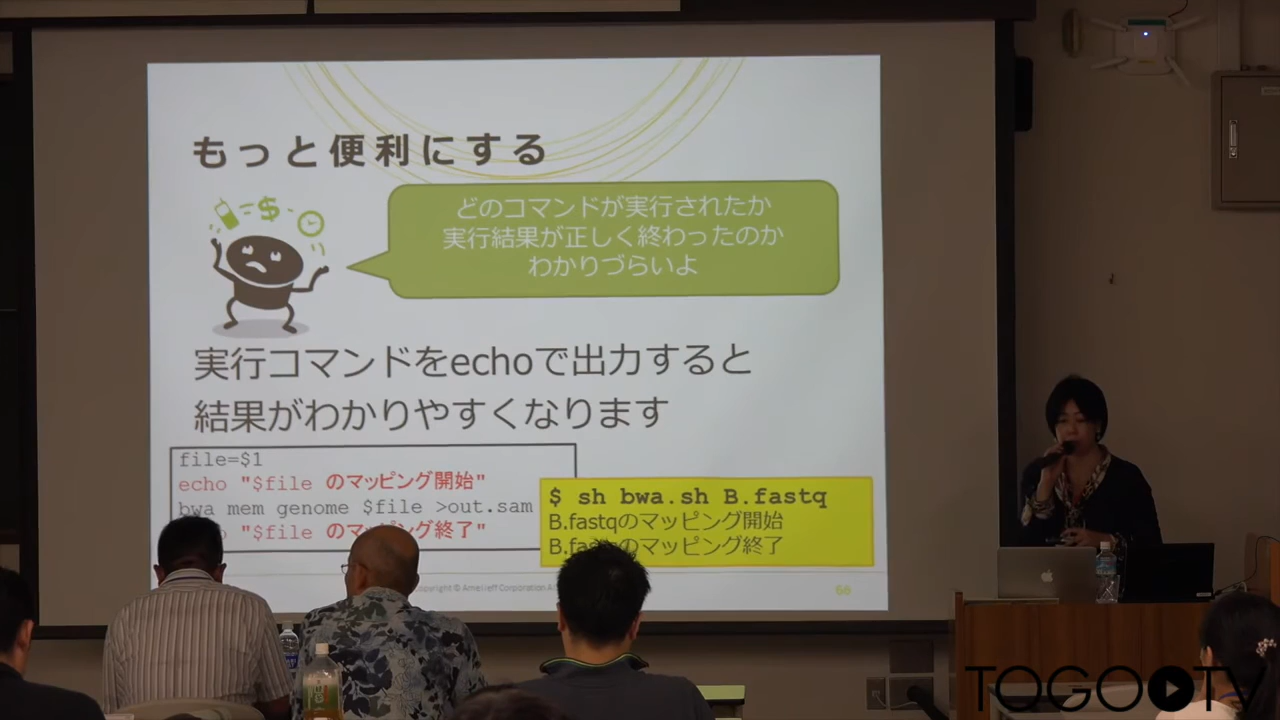 もっと便利にする
どのコマンドが実行されたか
実行結果が正しく終わったのか
わかりづらいよ
実行コマンドをechoで出力すると
結果がわかりやすくなります
file=$1
echo "$file のマッピング開始"
bwa mem genome $file >out.sam
"$file のマッピング終了"
$ sh bwa.sh B.fastq
B.fastqのマッピング開始
のマッピング終了
Copyright © Amelieff Corporation
60
TOGOTV